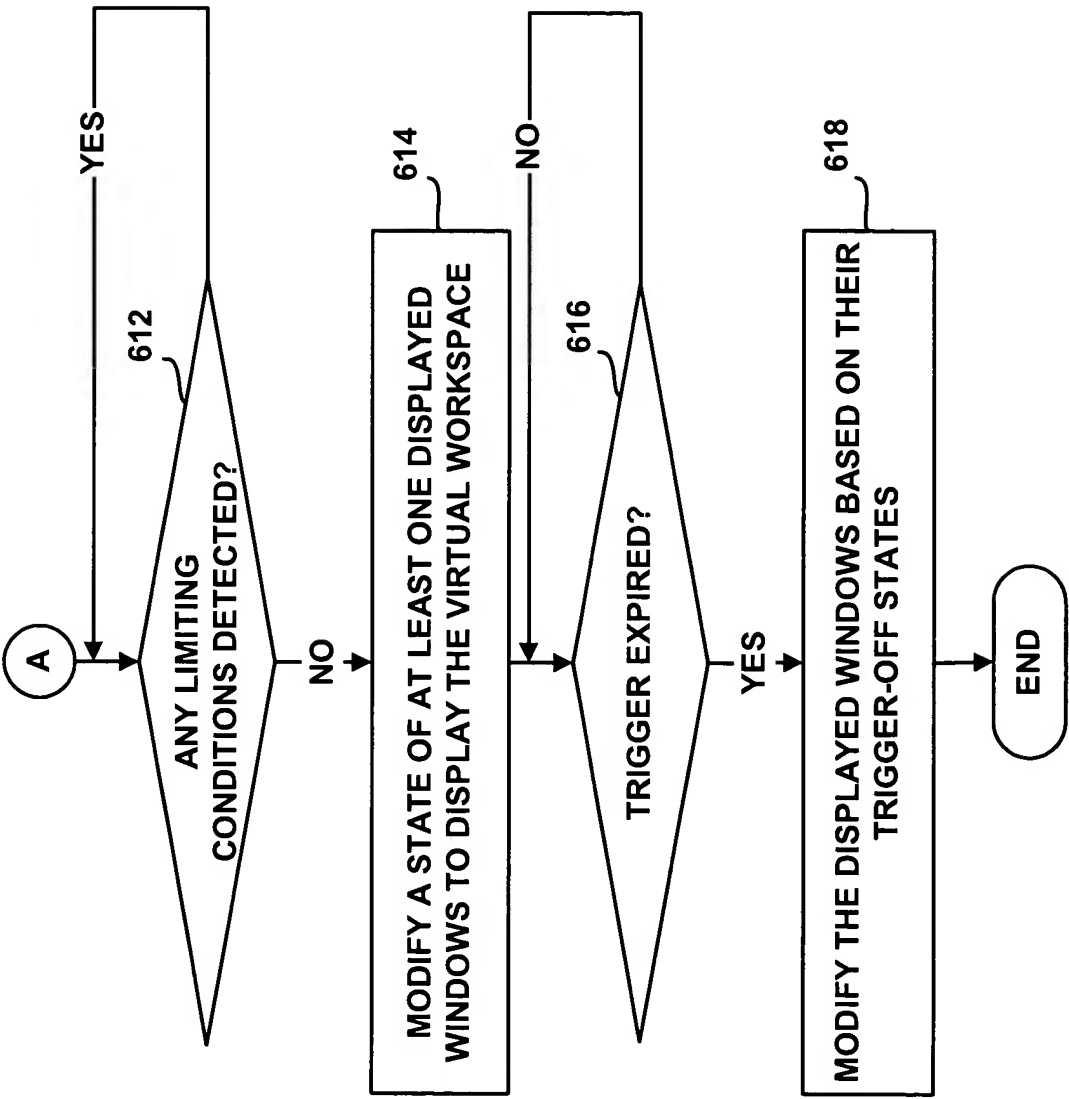 A
YES
612
ANY LIMITING
CONDITIONS DETECTED?
NO
614
MODIFY A STATE OF AT LEAST ONE DISPLAYED
WINDOWS TO DISPLAY THE VIRTUAL WORKSPACE
NO
616
TRIGGER EXPIRED?
YES
618
MODIFY THE DISPLAYED WINDOWS BASED ON THEIR
TRIGGER-OFF STATES
END